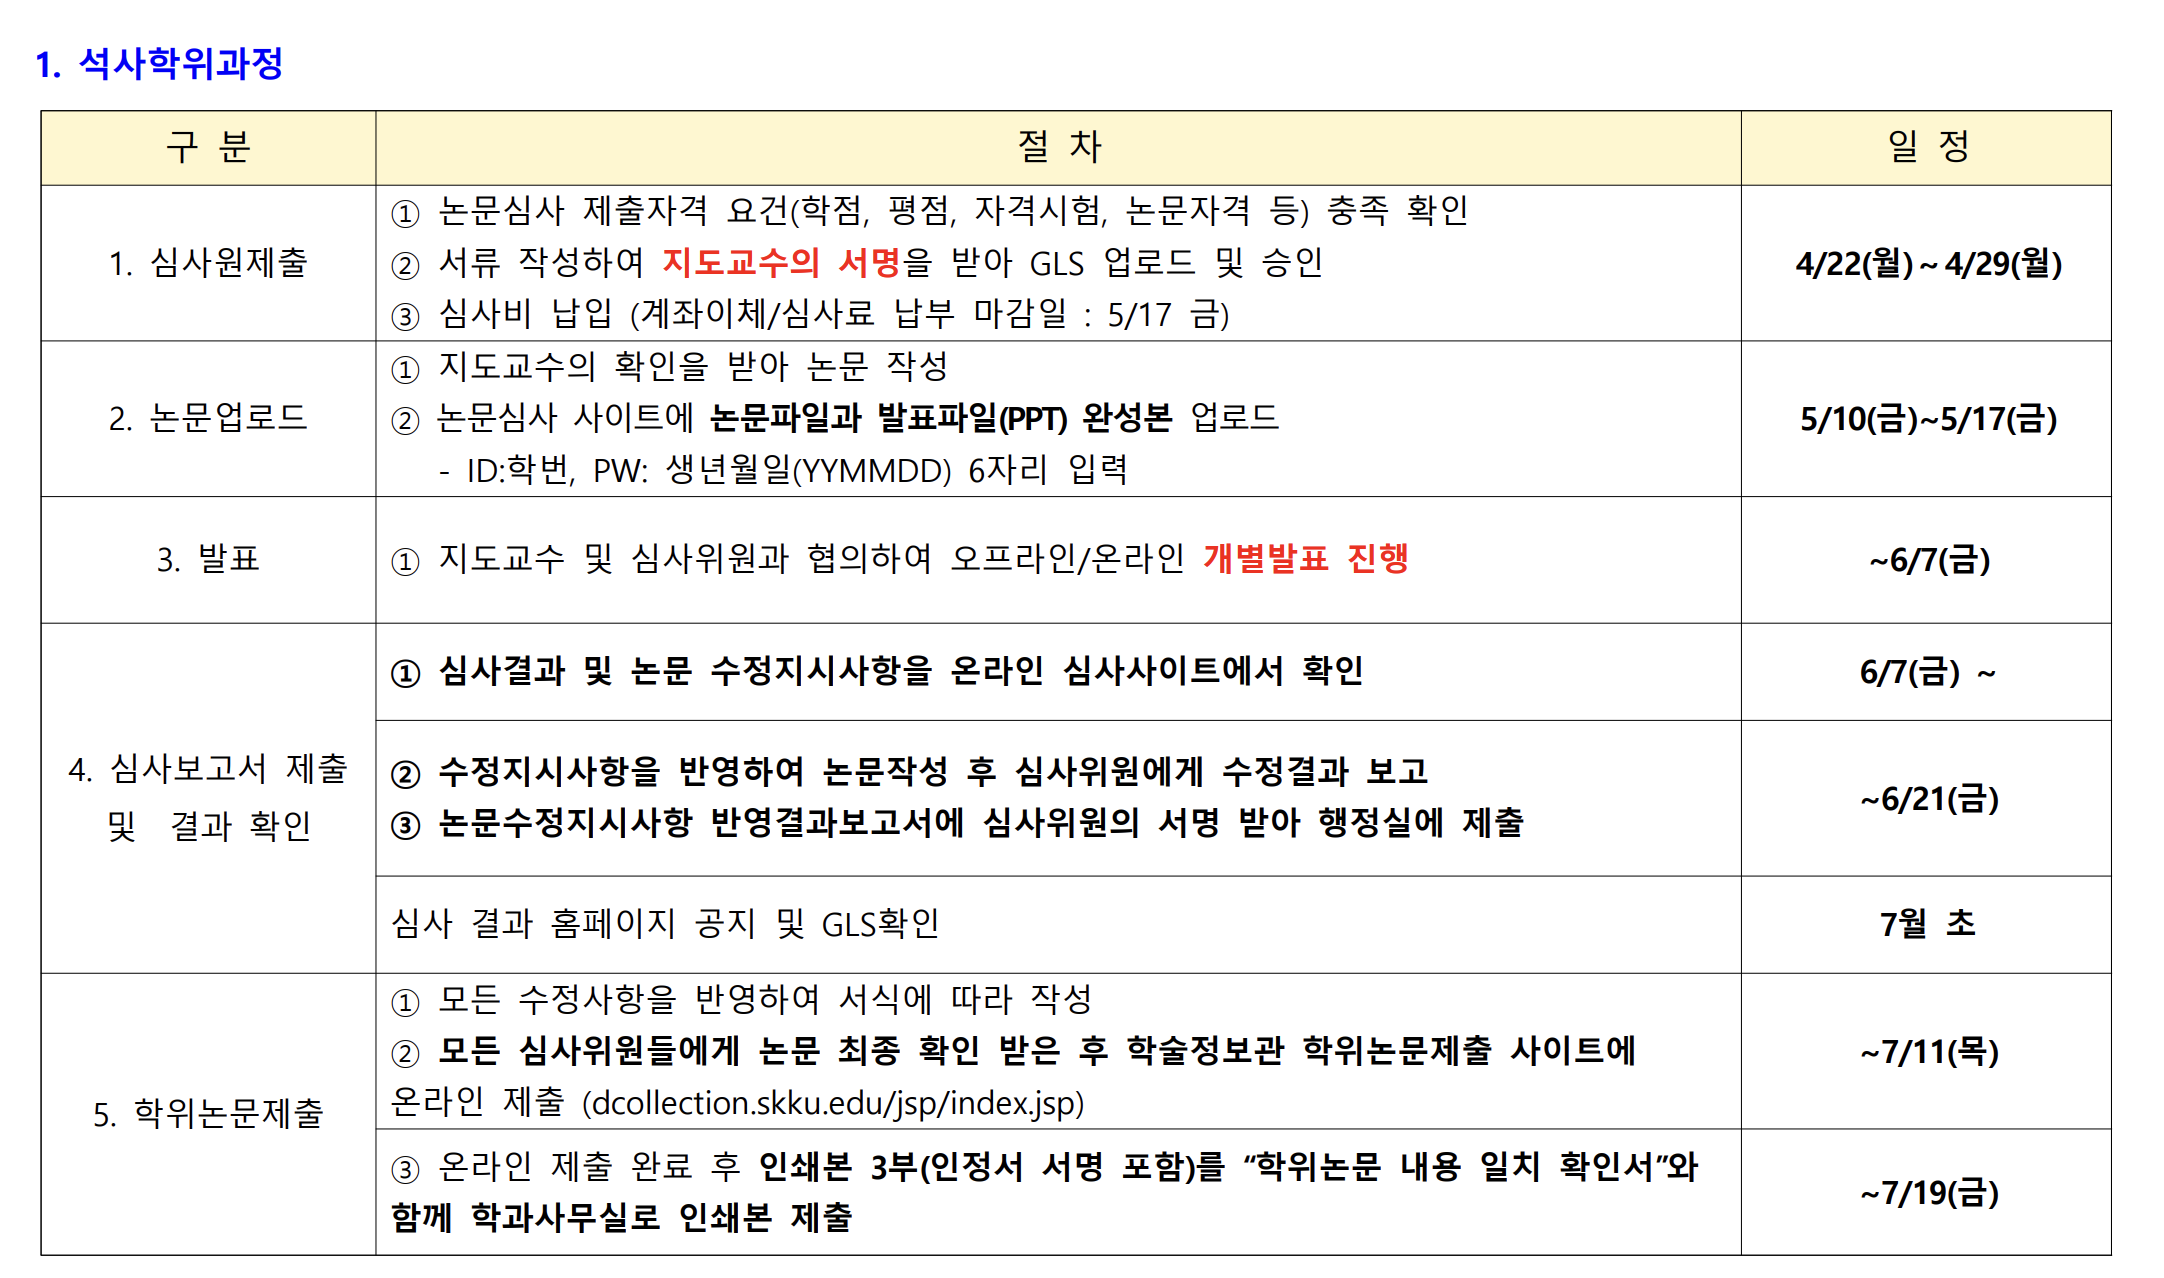 1. 석사학위과정
구 분
절 차
일 정
1. 심사원제출
① 논문심사 제출자격 요건(학점, 평점, 자격시험, 논문자격 등) 충족 확인
② 서류 작성하여 지도교수의 서명을 받아 GLS 업로드 및 승인
③ 심사비 납입 (계좌이체/심사료 납부 마감일 : 5/17 금)
4/22(월) ~ 4/29(월)
2. 논문업로드
① 지도교수의 확인을 받아 논문 작성
② 논문심사 사이트에 논문파일과 발표파일(PPT) 완성본 업로드
- ID:학번, PW: 생년월일(YYMMDD) 6자리 입력
5/10(금)~5/17(금)
3. 발표
① 지도교수 및 심사위원과 협의하여 오프라인/온라인 개별발표 진행
~6/7(금)
4. 심사보고서 제출
및 결과 확인
① 심사결과 및 논문 수정지시사항을 온라인 심사사이트에서 확인
6/7(금) ~
② 수정지시사항을 반영하여 논문작성 후 심사위원에게 수정결과 보고
③ 논문수정지시사항 반영결과보고서에 심사위원의 서명 받아 행정실에 제출
~6/21(금)
심사 결과 홈페이지 공지 및 GLS확인
7월 초
5. 학위논문제출
① 모든 수정사항을 반영하여 서식에 따라 작성
② 모든 심사위원들에게 논문 최종 확인 받은 후 학술정보관 학위논문제출 사이트에
온라인 제출 (dcollection.skku.edu/jsp/index.jsp)
~7/11(목)
③ 온라인 제출 완료 후 인쇄본 3부(인정서 서명 포함)를 “학위논문 내용 일치 확인서”와
함께 학과사무실로 인쇄본 제출
~7/19(금)